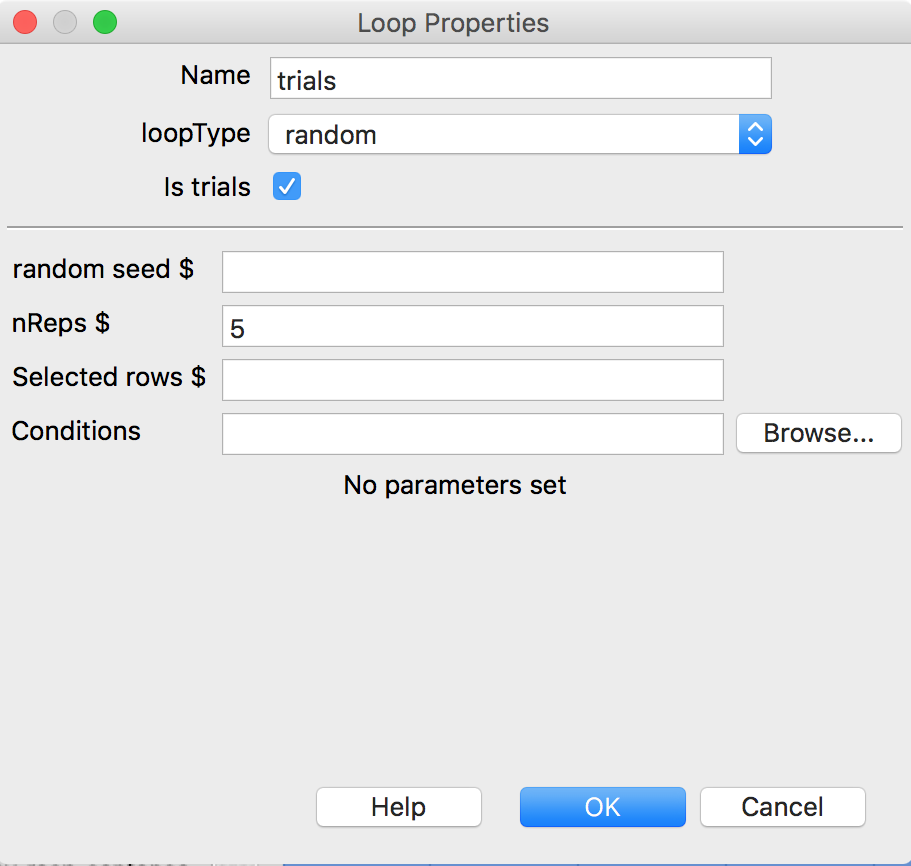 Loop Properties
Name trials
loopType random
Is trials
random seed $
nReps $ 5
Selected rows $
Conditions Browse...
No parameters set
Help OK Cancel